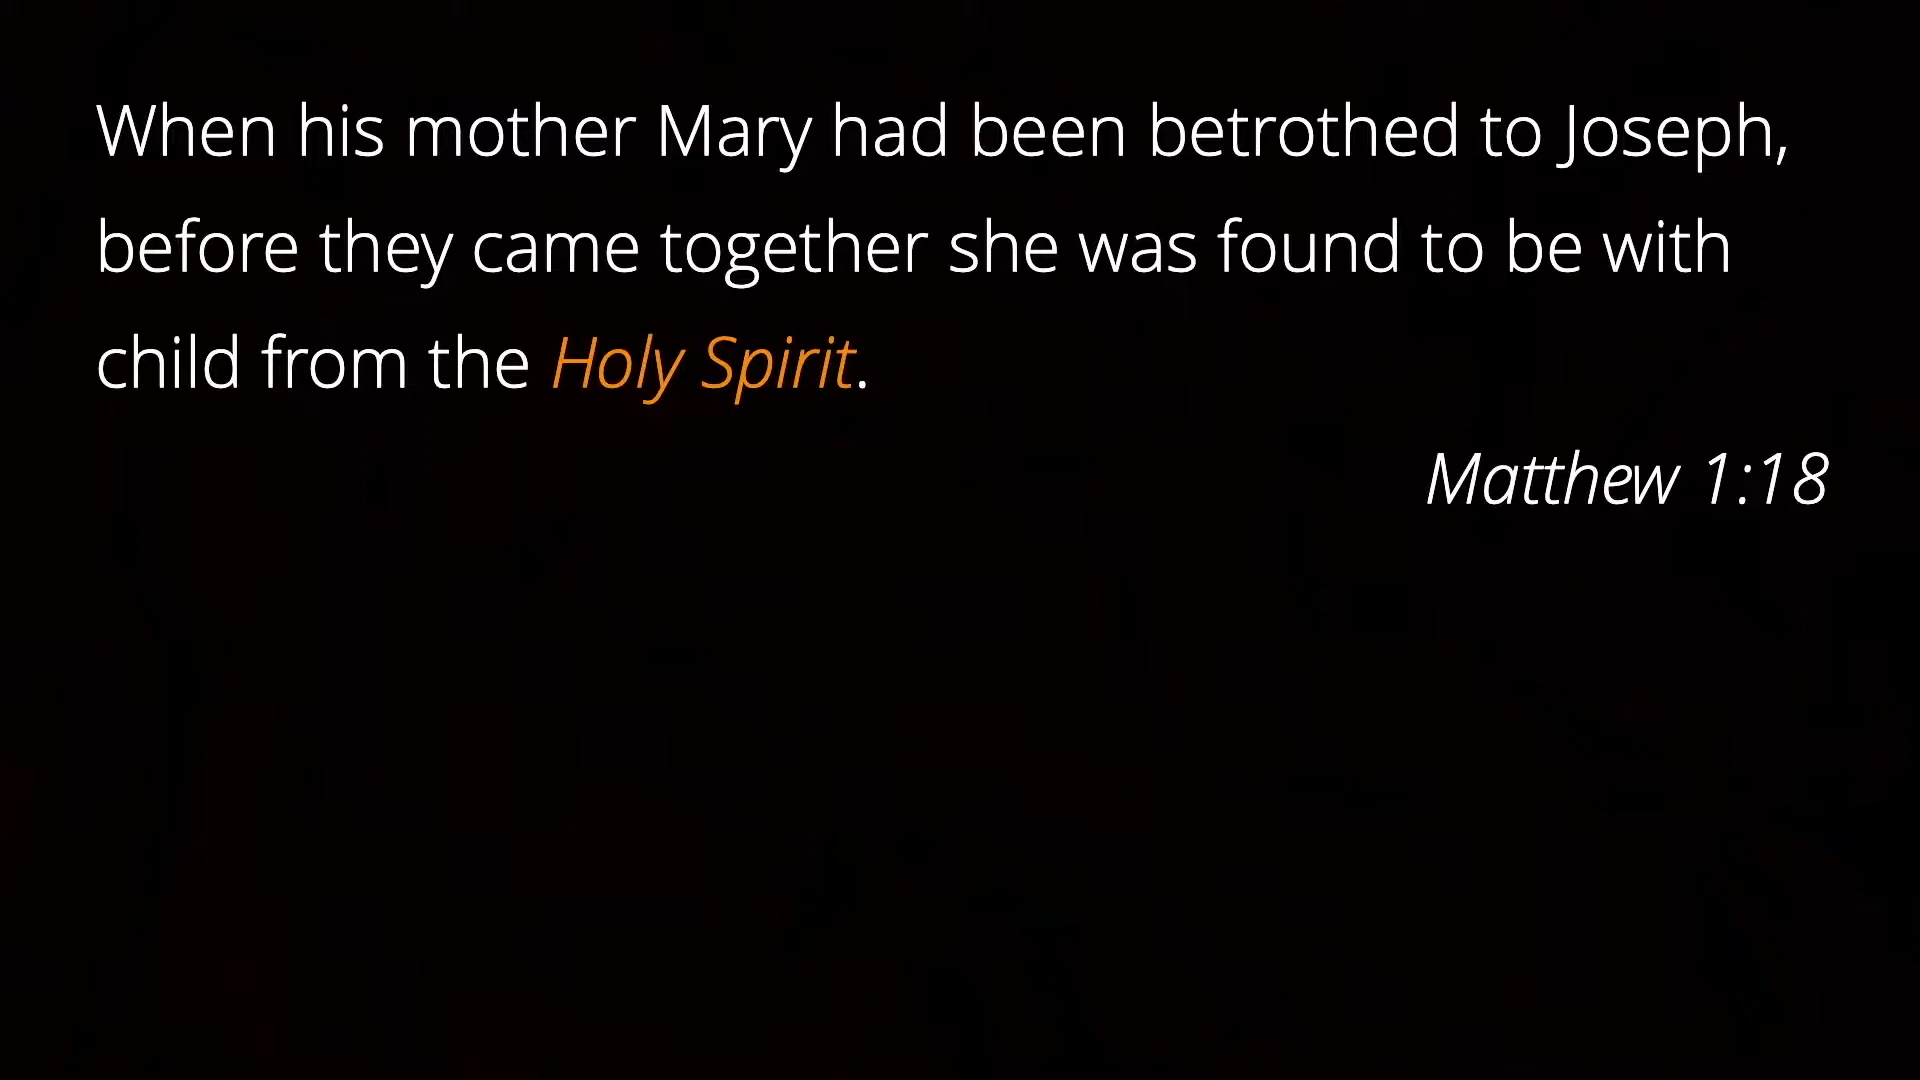 When his mother Mary had been betrothed to Joseph,
before they came together she was found to be with
child from the Holy Spirit.
Matthew 1:18